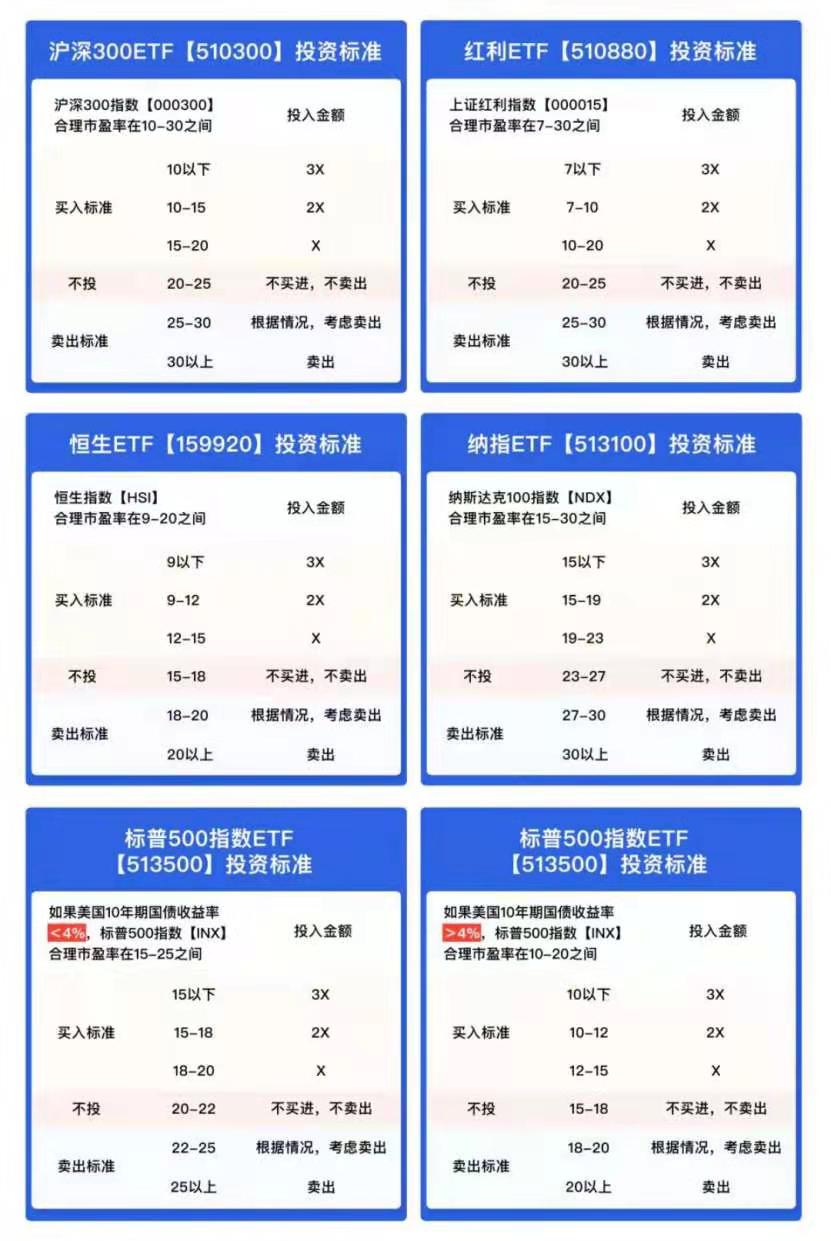 沪深300ETF【510300】投资标准
沪深300指数【000300】
合理市盈率在10-30之间
投入金额
10以下 3X
买入标准 10-15 2X
15-20 X
不投 20-25 不买进，不卖出
25-30 根据情况，考虑卖出
卖出标准
30以上 卖出
红利ETF【510880】投资标准
上证红利指数【000015】
合理市盈率在7-30之间
投入金额
7以下 3X
买入标准 7-10 2X
10-20 X
不投 20-25 不买进，不卖出
25-30 根据情况，考虑卖出
卖出标准
30以上 卖出
恒生ETF【159920】投资标准
恒生指数【HSI】
合理市盈率在9-20之间
投入金额
9以下 3X
买入标准 9-12 2X
12-15 X
不投 15-18 不买进，不卖出
18-20 根据情况，考虑卖出
卖出标准
20以上 卖出
纳指ETF【513100】投资标准
纳斯达克100指数【NDX】
合理市盈率在15-30之间
投入金额
15以下 3X
买入标准 15-19 2X
19-23 X
不投 23-27 不买进，不卖出
27-30 根据情况，考虑卖出
卖出标准
30以上 卖出
标普500指数ETF
【513500】投资标准
如果美国10年期国债收益率
<4%，标普500指数【INX】
合理市盈率在15-25之间
投入金额
15以下 3X
买入标准 15-18 2X
18-20 X
不投 20-22 不买进，不卖出
22-25 根据情况，考虑卖出
卖出标准
25以上 卖出
标普500指数ETF
【513500】投资标准
如果美国10年期国债收益率
>4%，标普500指数【INX】
合理市盈率在10-20之间
投入金额
10以下 3X
买入标准 10-12 2X
12-15 X
不投 15-18 不买进，不卖出
18-20 根据情况，考虑卖出
卖出标准
20以上 卖出